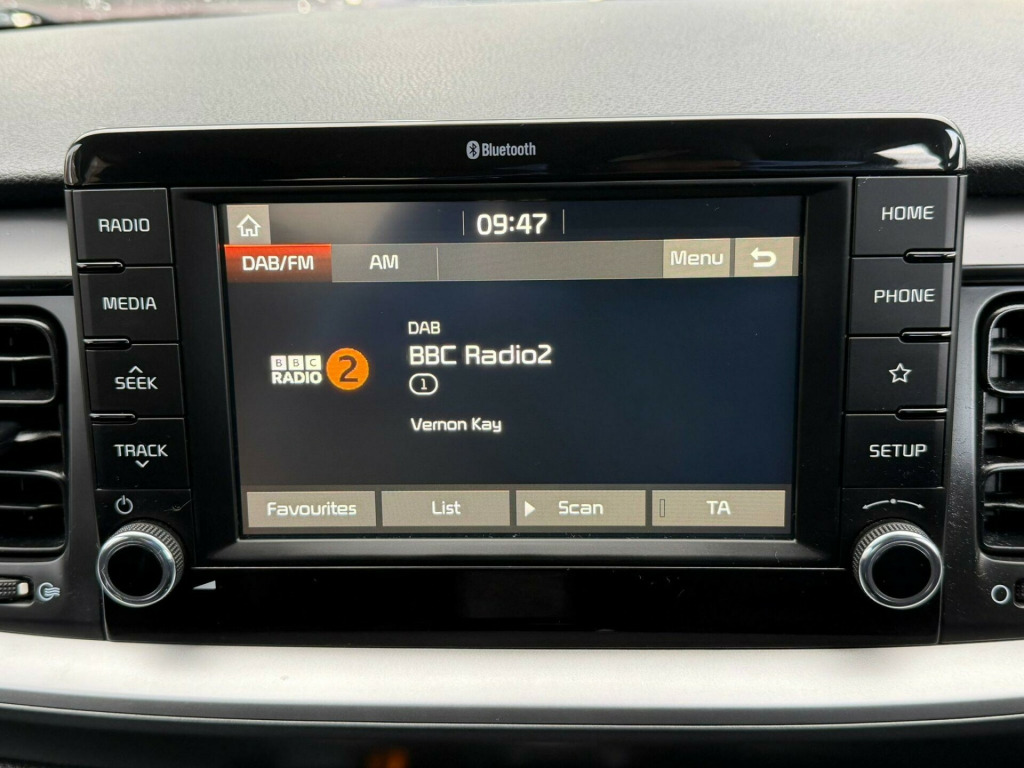 Bluetooth
RADIO
MEDIA
SEEK
TRACK
09:47
DAB/FM
AM
Menu
BBC
RADIO
2
DAB
BBC Radio2
1
Vernon Kay
Favourites
List
Scan
TA
HOME
PHONE
SETUP